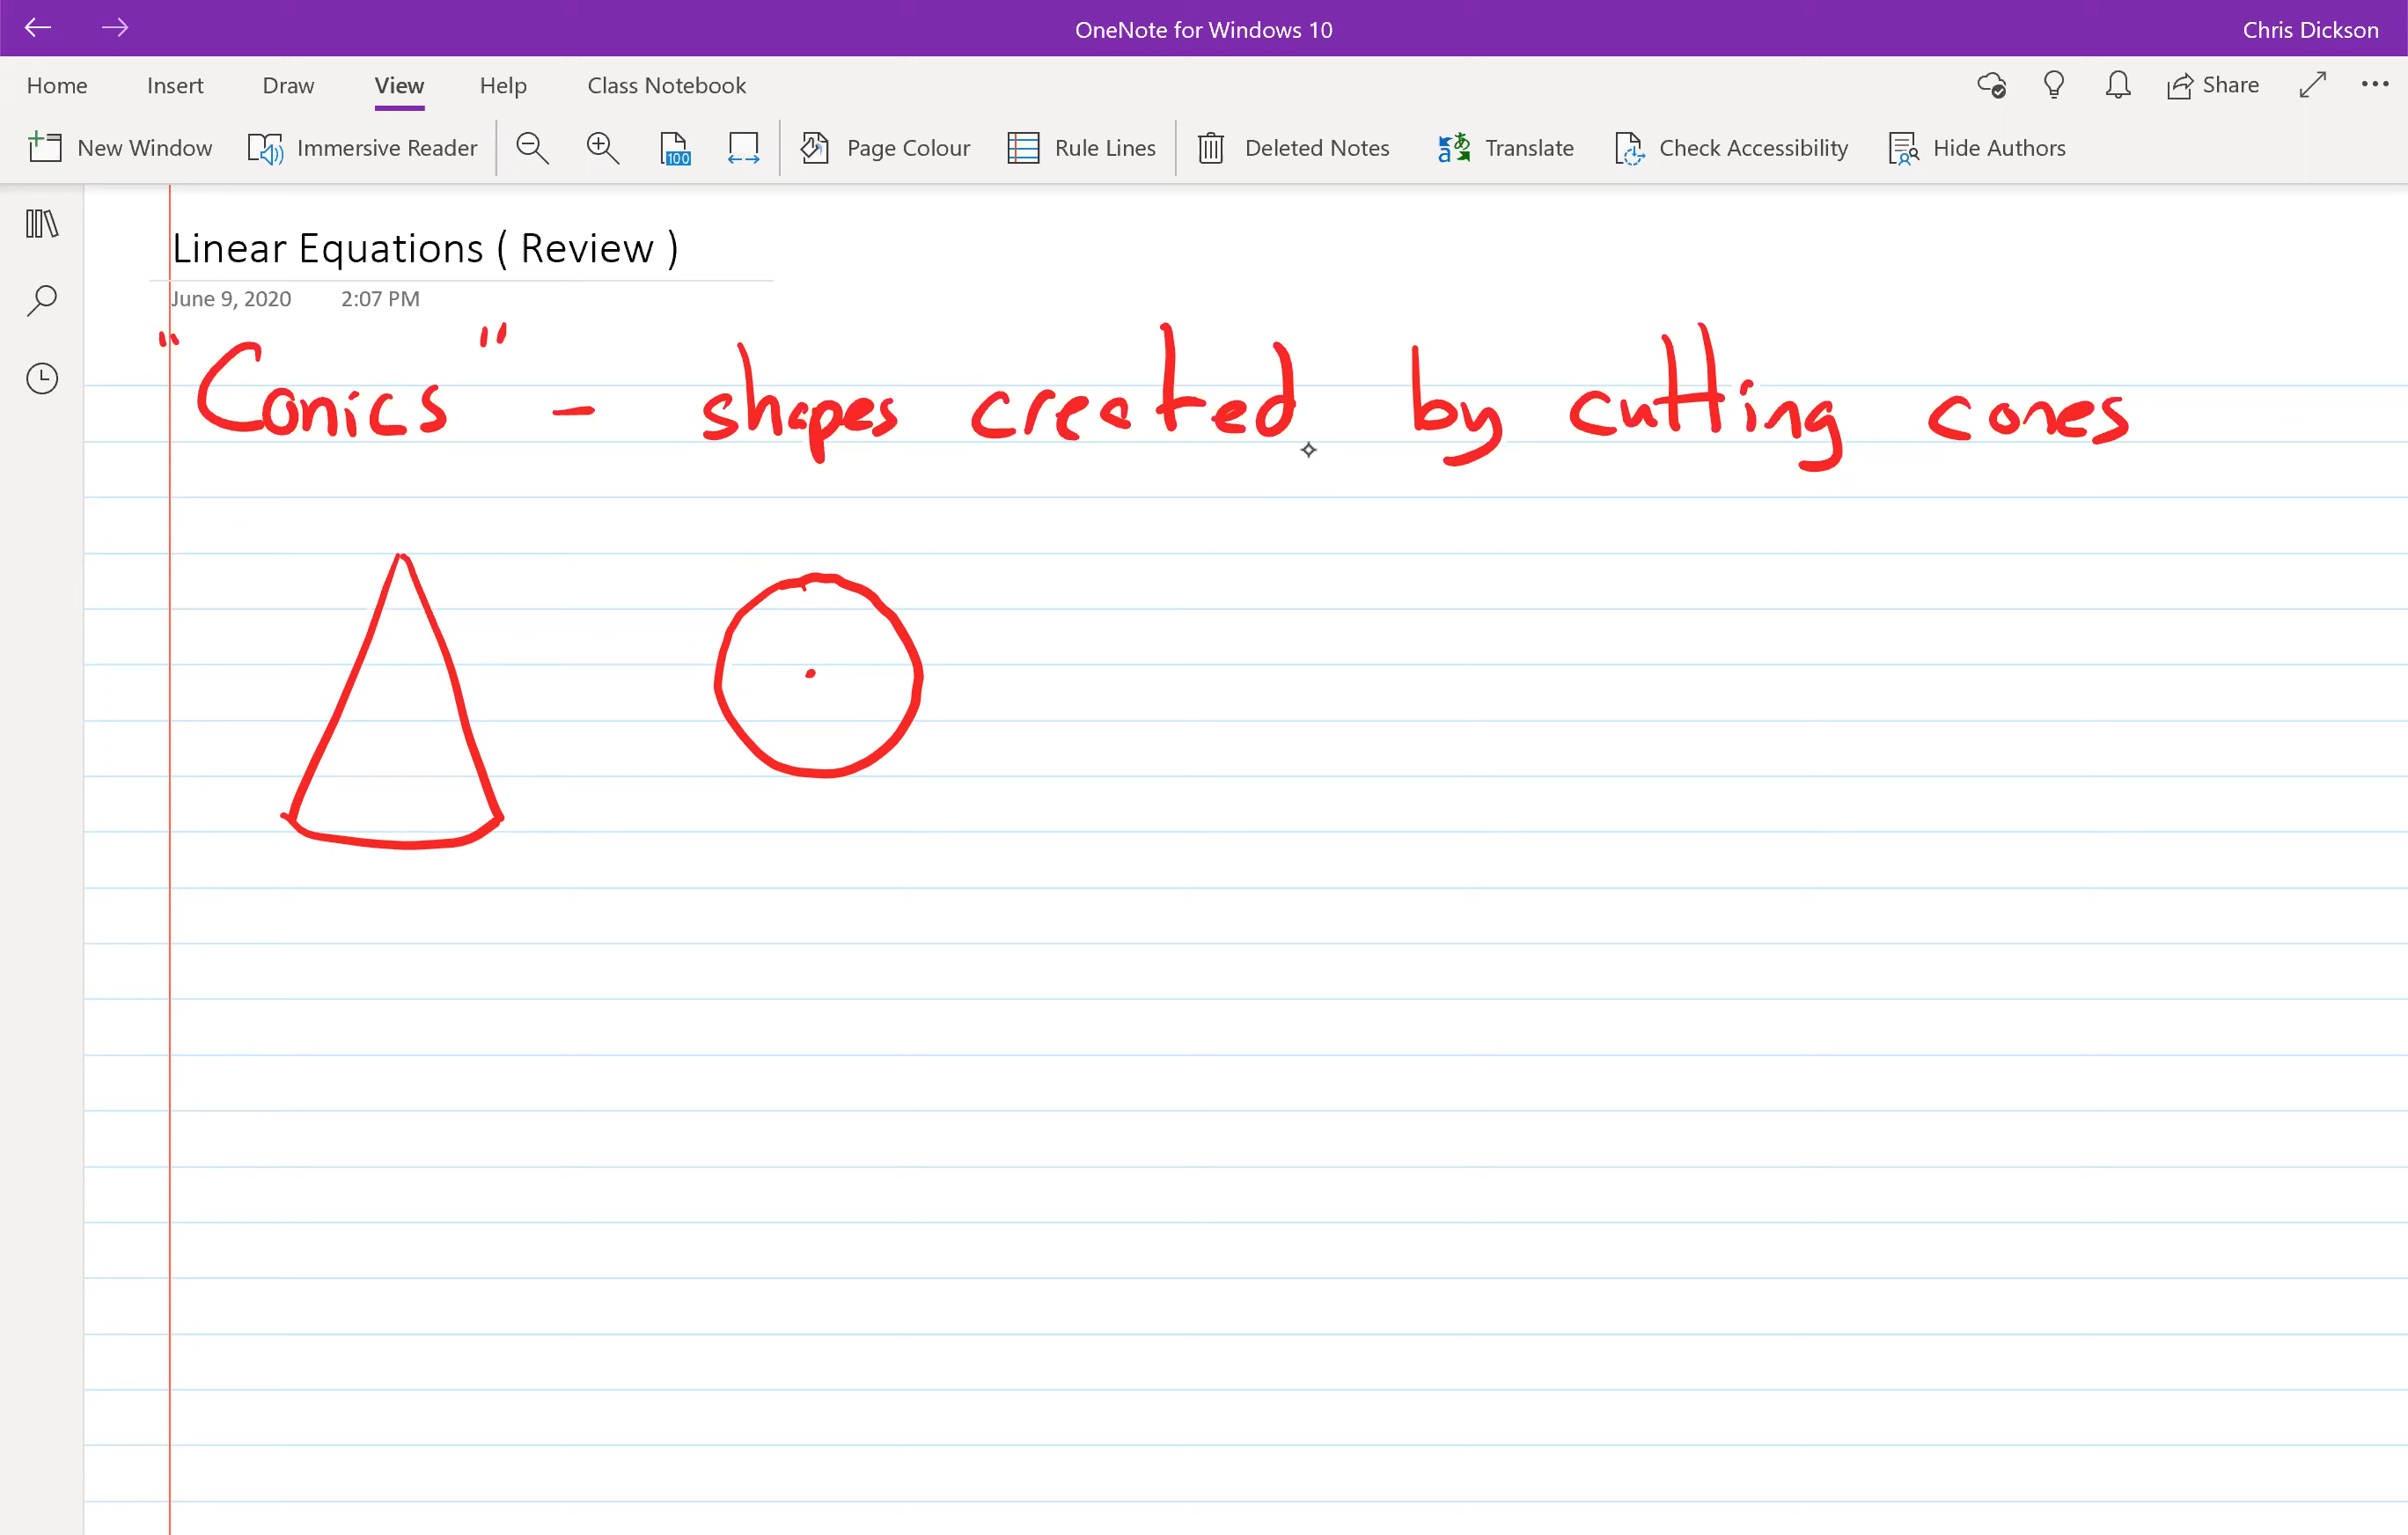 OneNote for Windows 10
Chris Dickson
Home Insert Draw View Help Class Notebook Share
New Window Immersive Reader 100 Page Colour Rule Lines Deleted Notes Translate Check Accessibility Hide Authors
Linear Equations ( Review )
June 9, 2020 2:07 PM
"Conics" - shapes created by cutting cones